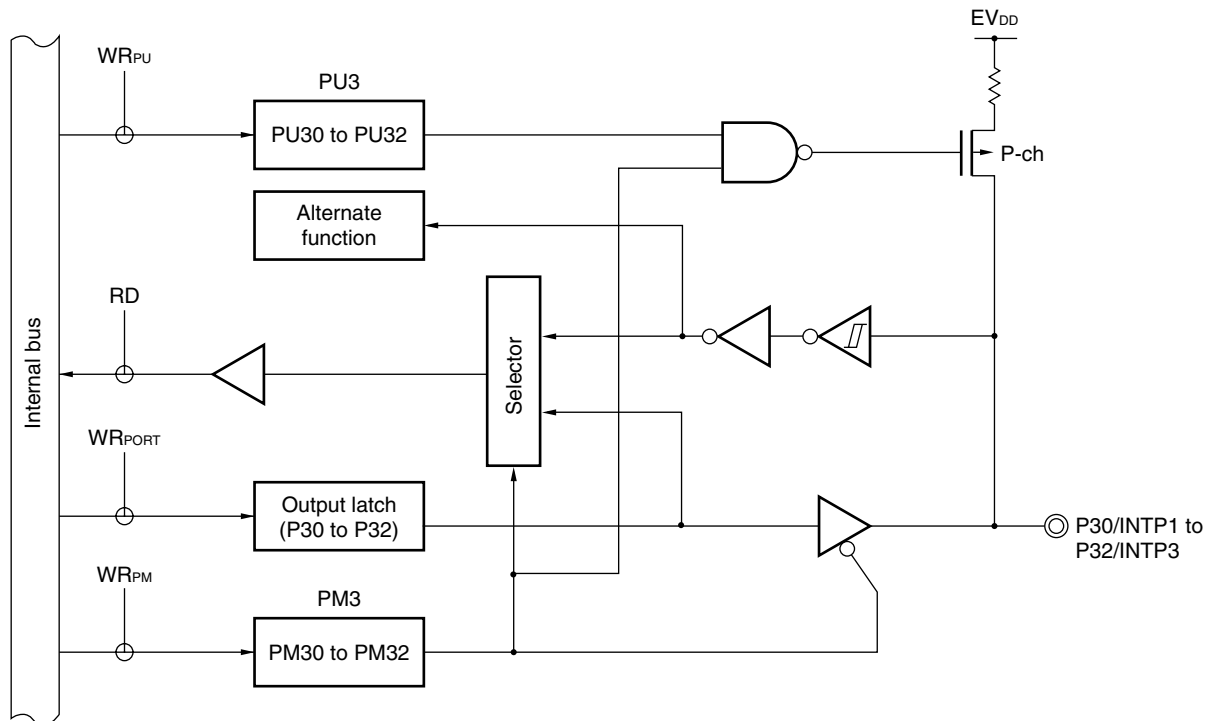 EVDD
WRPU
PU3
PU30 to PU32
P-ch
Alternate
function
RD
Internal bus
Selector
WRPORT
Output latch
(P30 to P32)
P30/INTP1 to
P32/INTP3
WRPM
PM3
PM30 to PM32